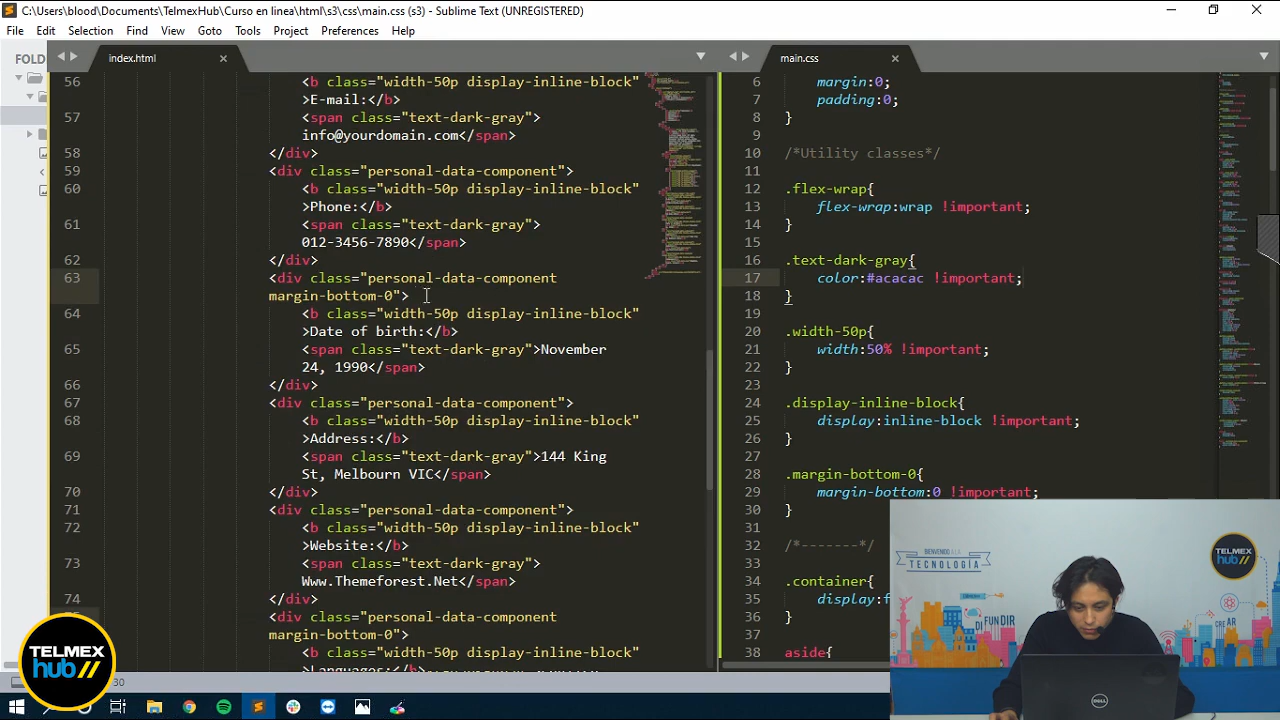 C:\Users\blood\Documents\TelmexHub\Curso en linea\html\s3\css\main.css (s3) - Sublime Text (UNREGISTERED)
File Edit Selection Find View Goto Tools Project Preferences Help
FOLD
index.html
56 <b class="width-50p display-inline-block"
>E-mail:</b>
57 <span class="text-dark-gray">
info@yourdomain.com</span>
58 </div>
59 <div class="personal-data-component">
60 <b class="width-50p display-inline-block"
>Phone:</b>
61 <span class="text-dark-gray">
012-3456-7890</span>
62 </div>
63 <div class="personal-data-component
margin-bottom-0">
64 <b class="width-50p display-inline-block"
>Date of birth:</b>
65 <span class="text-dark-gray">November
24, 1990</span>
66 </div>
67 <div class="personal-data-component">
68 <b class="width-50p display-inline-block"
>Address:</b>
69 <span class="text-dark-gray">144 King
St, Melbourn VIC</span>
70 </div>
71 <div class="personal-data-component">
72 <b class="width-50p display-inline-block"
>Website:</b>
73 <span class="text-dark-gray">
Www.Themeforest.Net</span>
74 </div>
<div class="personal-data-component
margin-bottom-0">
<b class="width-50p display-inline-block"
>Languages:</b
main.css
6 margin:0;
7 padding:0;
8 }
9
10 /*Utility classes*/
11
12 .flex-wrap{
13 flex-wrap:wrap !important;
14 }
15
16 .text-dark-gray{
17 color:#acacac !important;
18 }
19
20 .width-50p{
21 width:50% !important;
22 }
23
24 .display-inline-block{
25 display:inline-block !important;
26 }
27
28 .margin-bottom-0{
29 margin-bottom:0 !important;
30 }
31
32 /*-------*/
33
34 .container{
35 display:f
36 }
37
38 aside{
30
TELMEX
hub//
BIENVENIDO A LA
TECNOLOGÍA
TELMEX
hub//
DIFUNDIR
CREAR
DELL